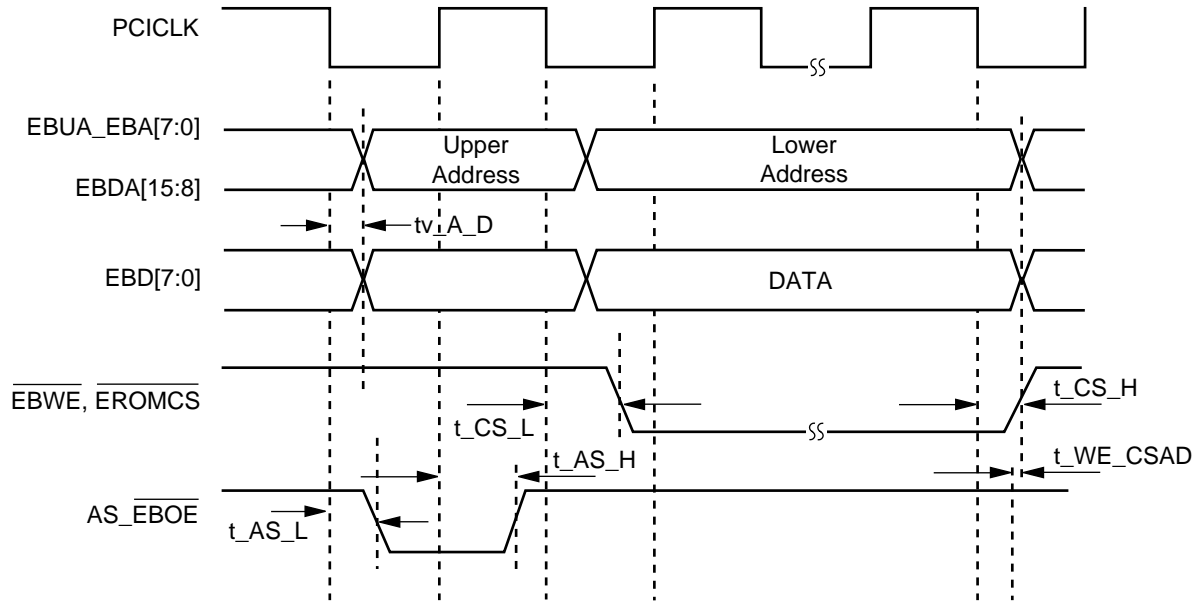 PCICLK
EBUA_EBA[7:0]
Upper
Address
Lower
Address
EBDA[15:8]
tv_A_D
EBD[7:0]
DATA
EBWE, EROMCS
t_CS_H
t_CS_L
t_AS_H
t_WE_CSAD
AS_EBOE
t_AS_L